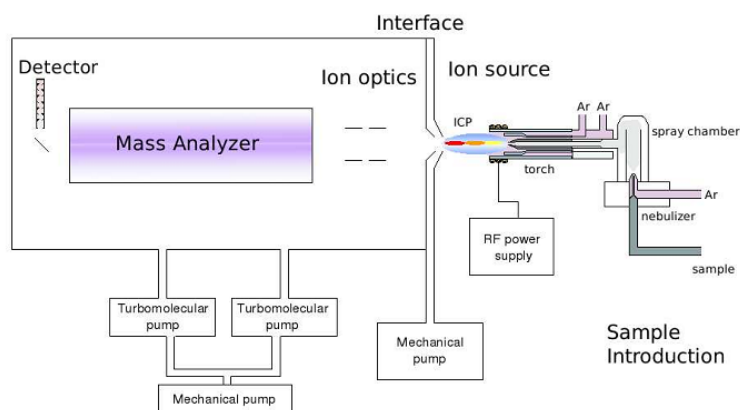 Interface
Detector
Ion optics
Ion source
Ar Ar
ICP
spray chamber
Mass Analyzer
torch
Ar
nebulizer
RF power
supply
sample
Turbomolecular
pump
Turbomolecular
pump
Mechanical
pump
Sample
Introduction
Mechanical pump